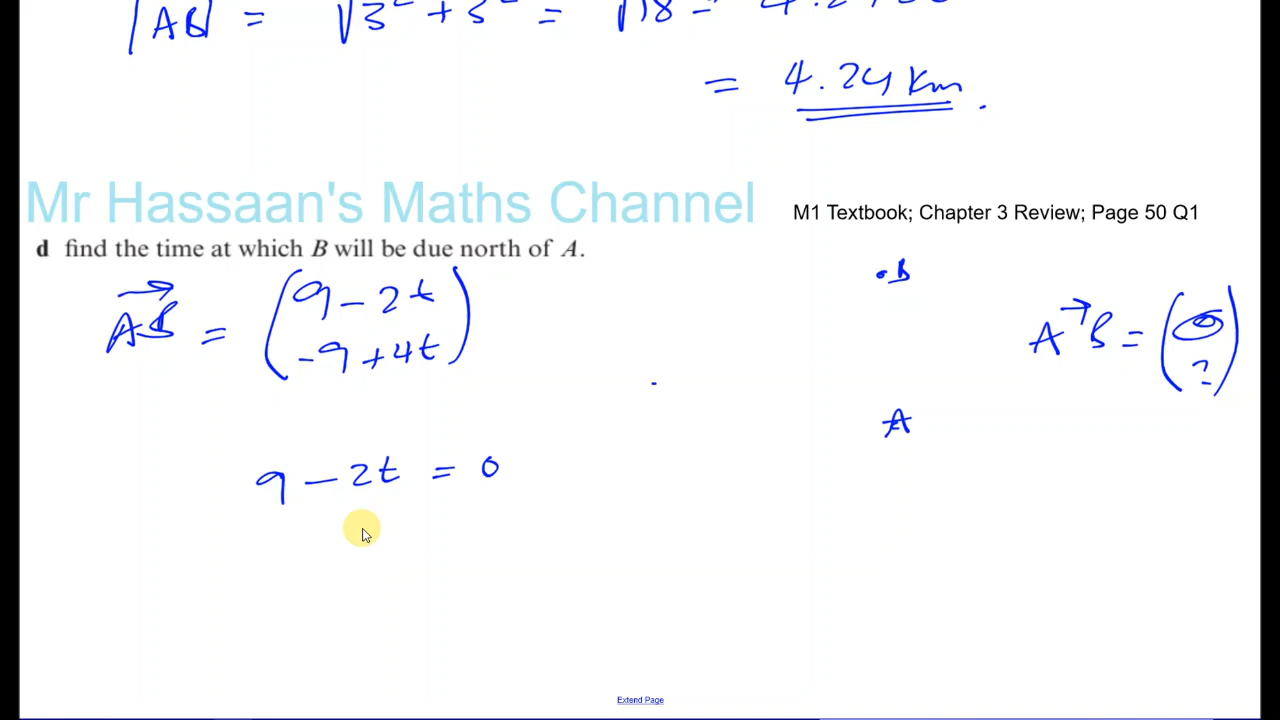 |AB| = √3² + 3² = √18 =
= 4.24 km.
Mr Hassaan's Maths Channel
M1 Textbook; Chapter 3 Review; Page 50 Q1
d find the time at which B will be due north of A.
AB = (9 - 2t
-9 + 4t)
B
AB = (0
?)
A
9 - 2t = 0
Extend Page